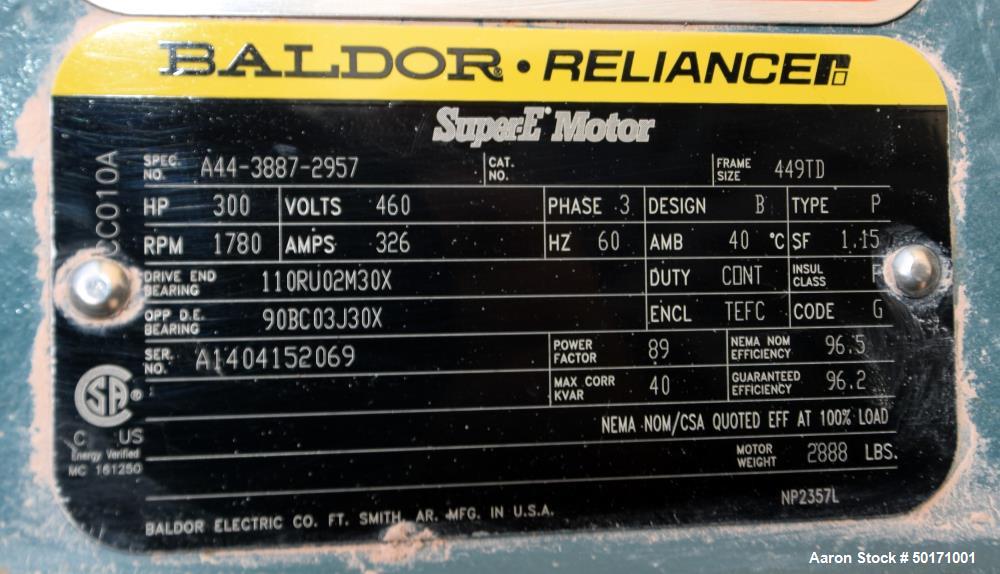 BALDOR • RELIANCE
Super-E Motor
CC010A
SPEC. NO. A44-3887-2957 CAT. NO. FRAME SIZE 449TD
HP 300 VOLTS 460 PHASE 3 DESIGN B TYPE P
RPM 1780 AMPS 326 HZ 60 AMB 40 °C SF 1.15
DRIVE END BEARING 110RU02M30X DUTY CONT INSUL CLASS
OPP D.E. BEARING 90BC03J30X ENCL TEFC CODE G
SER. NO. A1404152069 POWER FACTOR 89 NEMA NOM EFFICIENCY 96.5
MAX CORR KVAR 40 GUARANTEED EFFICIENCY 96.2
NEMA NOM/CSA QUOTED EFF AT 100% LOAD
MOTOR WEIGHT 2888 LBS.
SA®
C US
Energy Verified
MC 161250
NP2357L
BALDOR ELECTRIC CO. FT. SMITH, AR. MFG. IN U.S.A.
Aaron Stock # 50171001